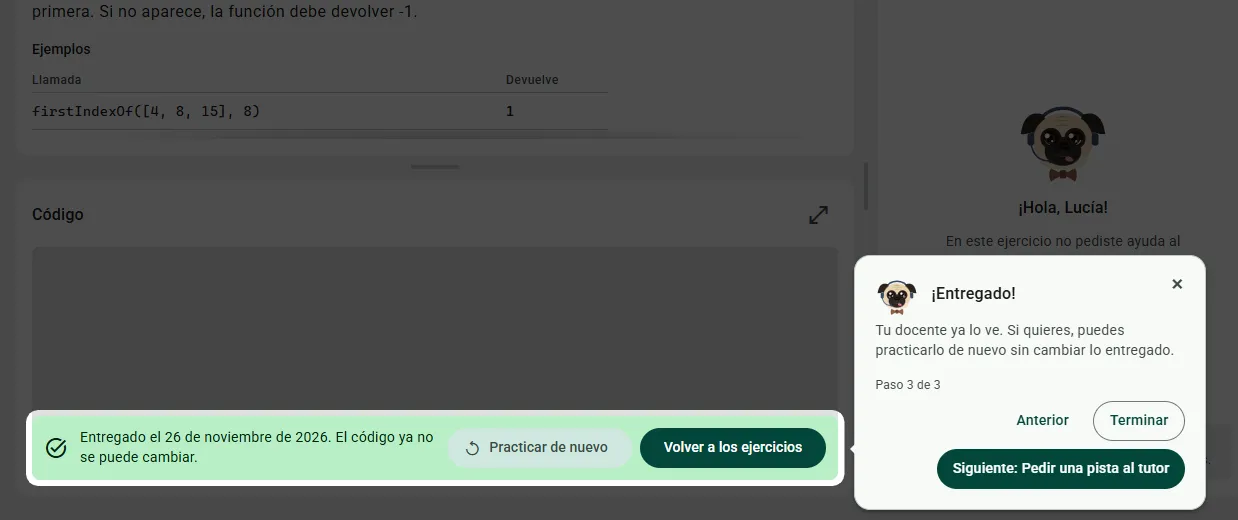 primera. Si no aparece, la función debe devolver -1.
Ejemplos
Llamada Devuelve
firstIndexOf([4, 8, 15], 8) 1
Código
¡Hola, Lucía!
En este ejercicio no pediste ayuda al
¡Entregado!
Tu docente ya lo ve. Si quieres, puedes
practicarlo de nuevo sin cambiar lo entregado.
Paso 3 de 3
Anterior Terminar
Siguiente: Pedir una pista al tutor
Entregado el 26 de noviembre de 2026. El código ya no
se puede cambiar.
Practicar de nuevo
Volver a los ejercicios